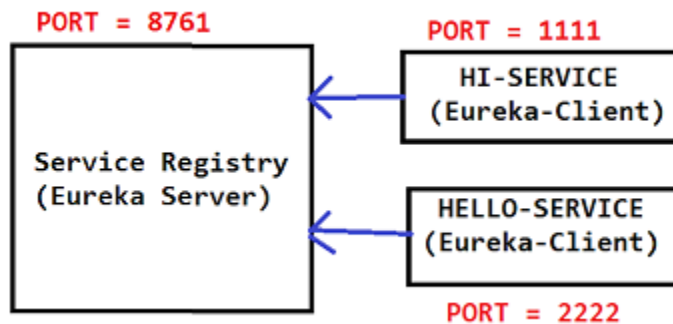 PORT = 8761
Service Registry
(Eureka Server)
PORT = 1111
HI-SERVICE
(Eureka-Client)
HELLO-SERVICE
(Eureka-Client)
PORT = 2222